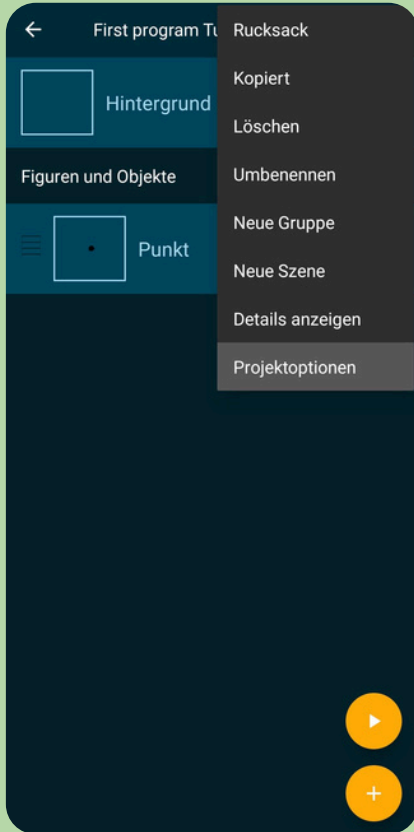 First program Tu
Rucksack
Kopiert
Hintergrund
Löschen
Figuren und Objekte
Umbenennen
Neue Gruppe
Punkt
Neue Szene
Details anzeigen
Projektoptionen